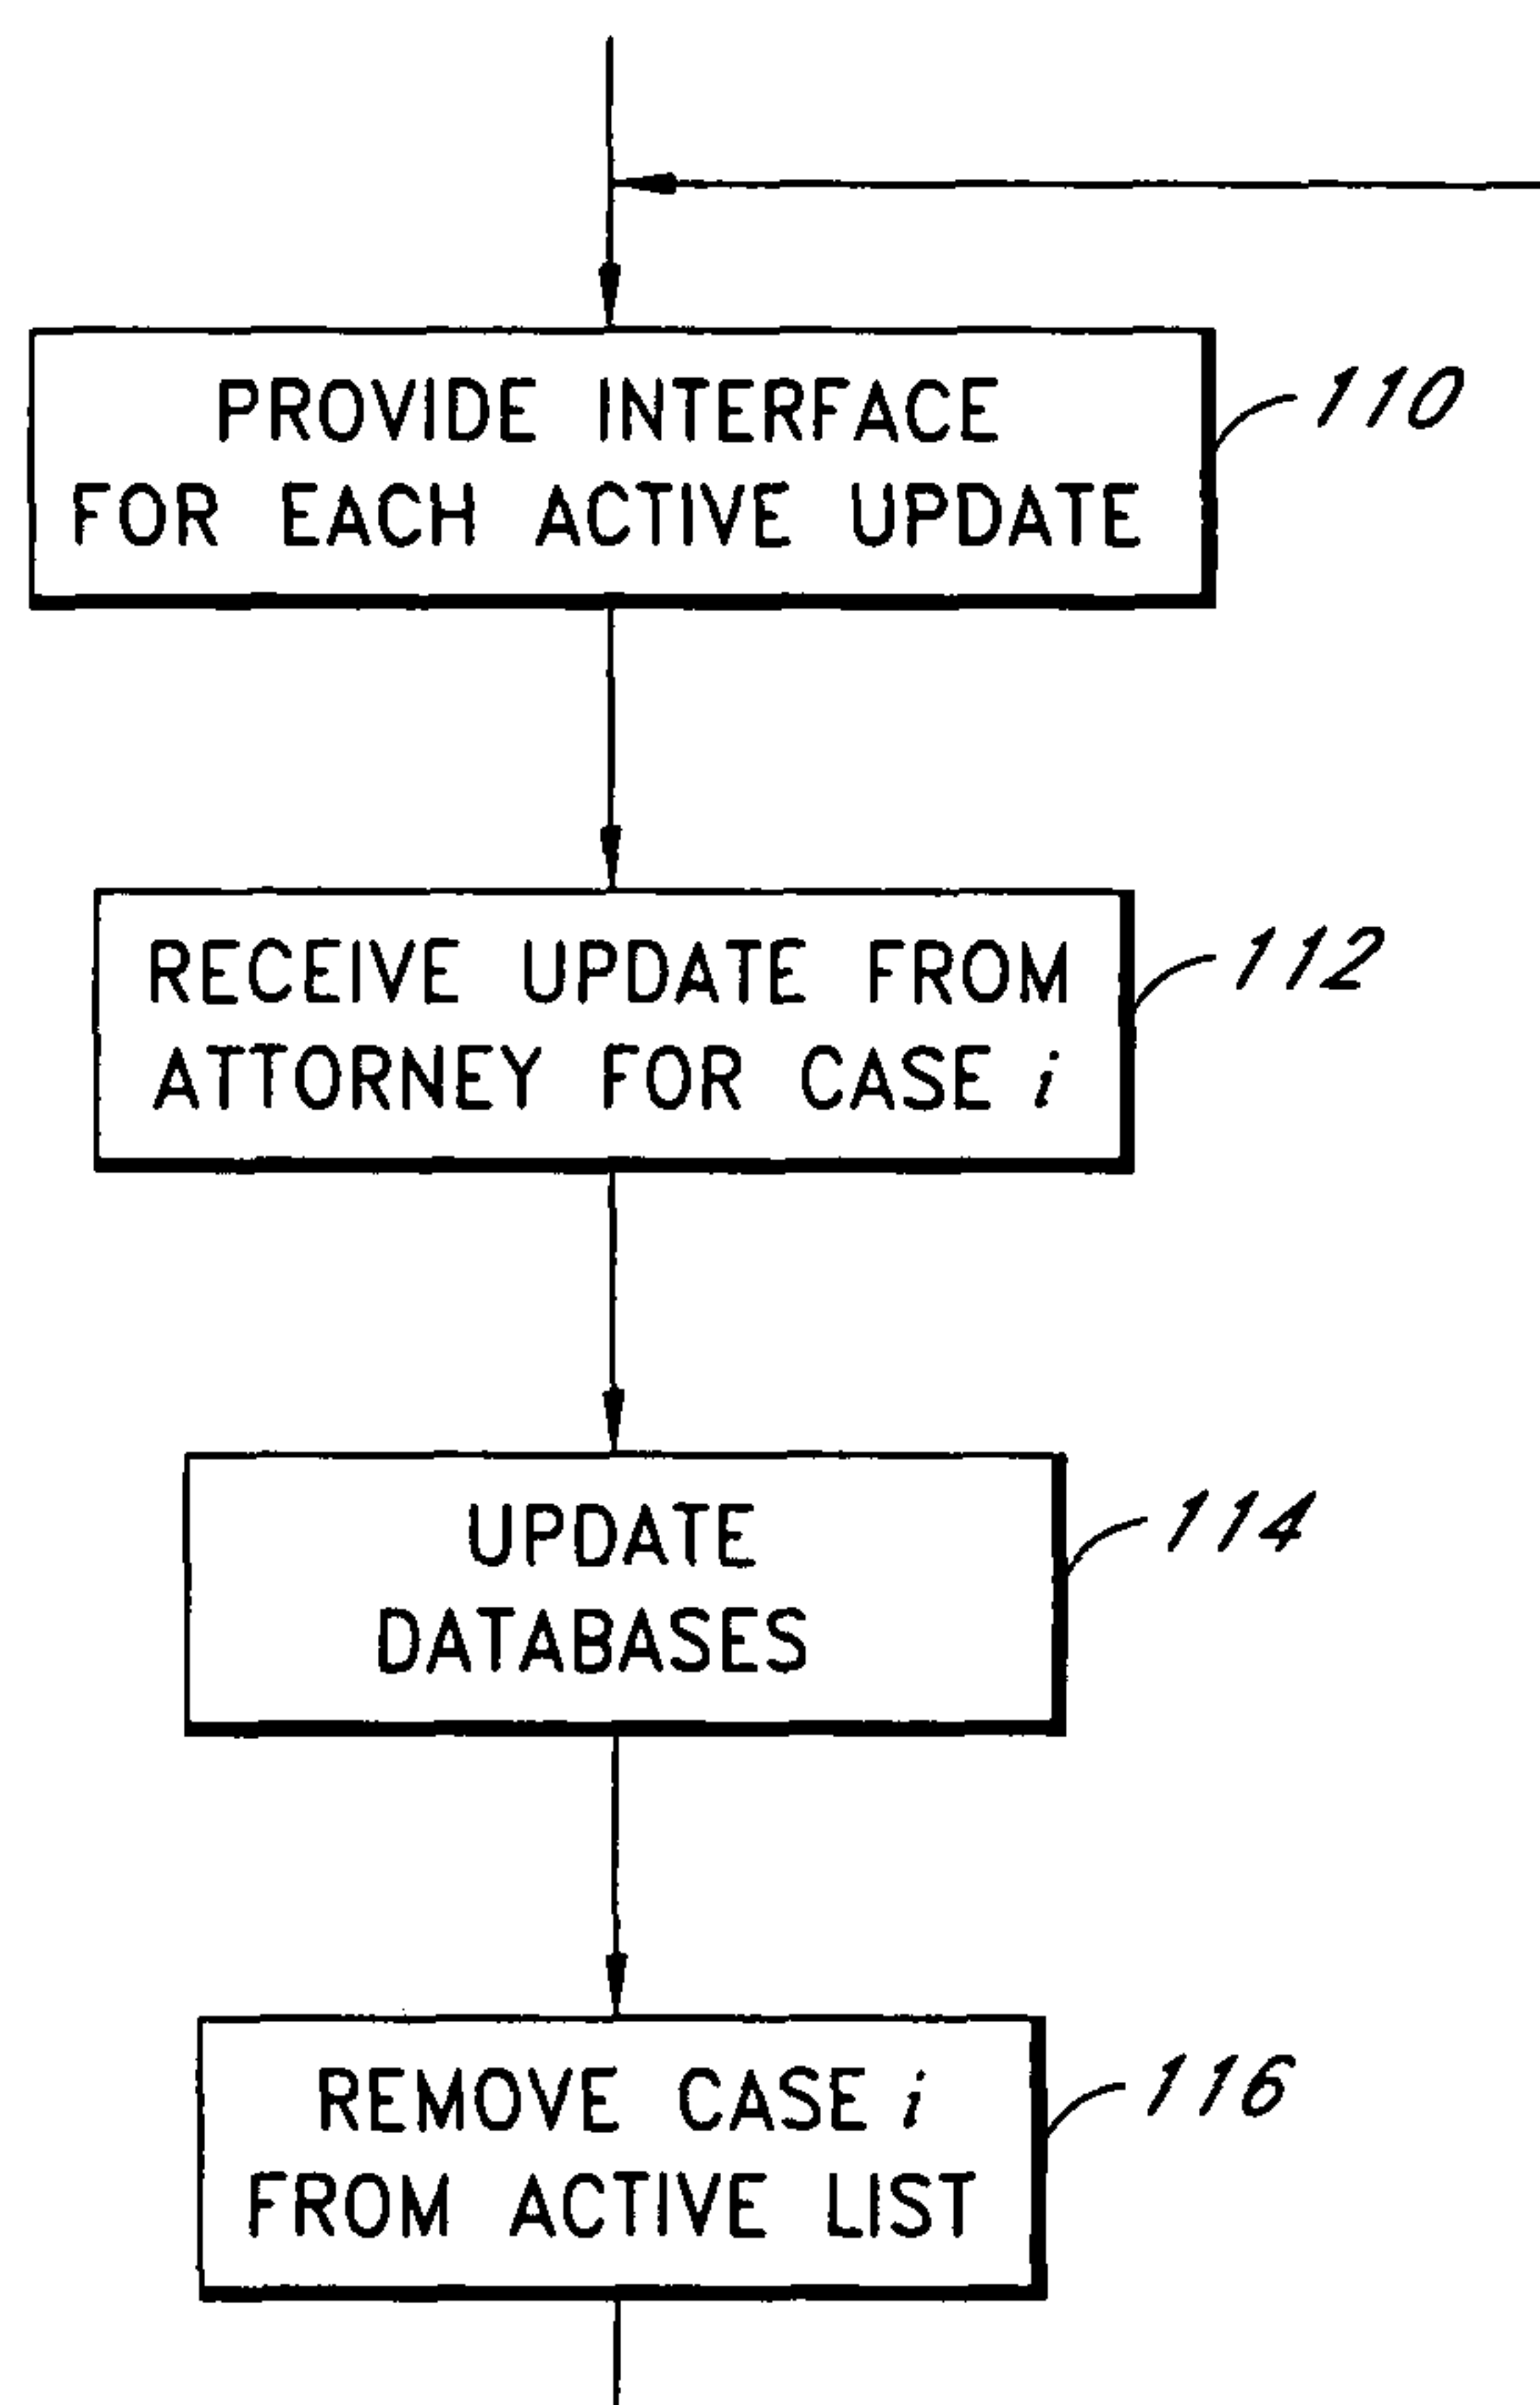 PROVIDE INTERFACE
FOR EACH ACTIVE UPDATE
110
RECEIVE UPDATE FROM
ATTORNEY FOR CASE i
112
UPDATE
DATABASES
114
REMOVE CASE i
FROM ACTIVE LIST
116